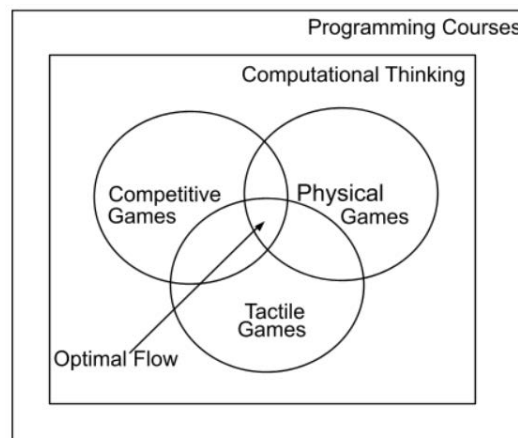 Programming Courses
Computational Thinking
Competitive
Games
Physical
Games
Tactile
Games
Optimal Flow